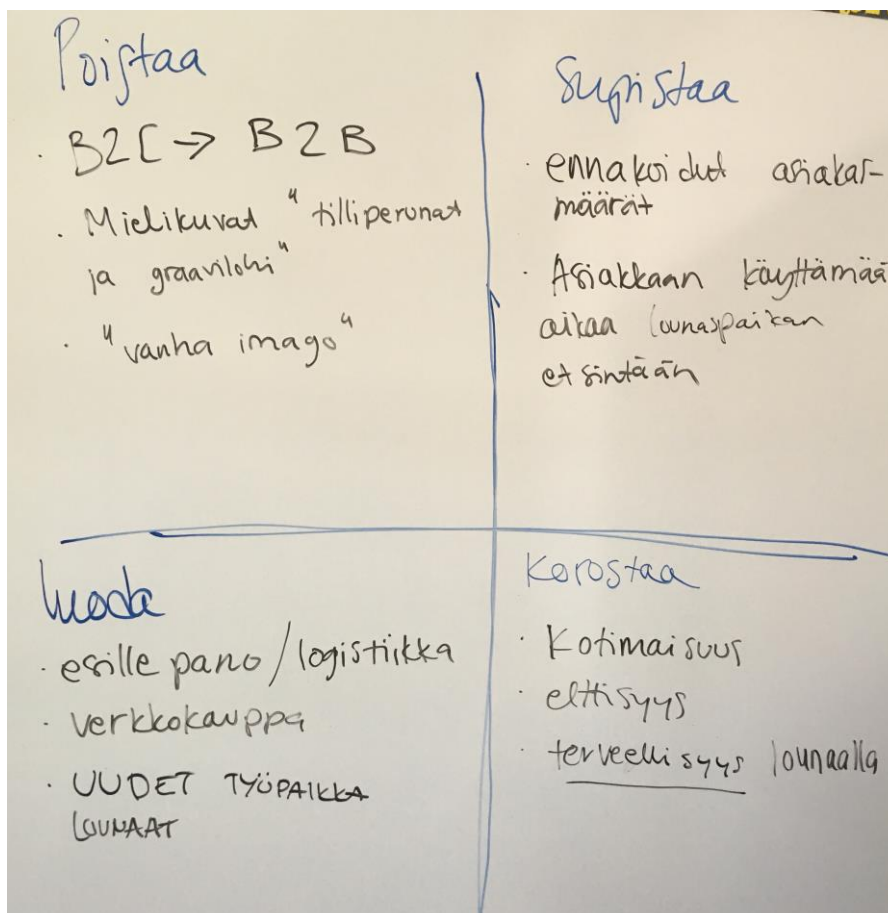 Poistaa
· B2C → B2B
· Mielikuvat "tilliperunat
ja graavilohi"
· "vanha imago"
Supistaa
· ennakoidut asiakas-
määrät
· Asiakkaan käyttämää
aikaa lounaspaikan
etsintään
Luoda
· esille pano/logistiikka
· verkkokauppa
· UUDET TYÖPAIKKA
LOUNAAT
Korostaa
· Kotimaisuus
· elttisyys
· terveellisyys lounaalla